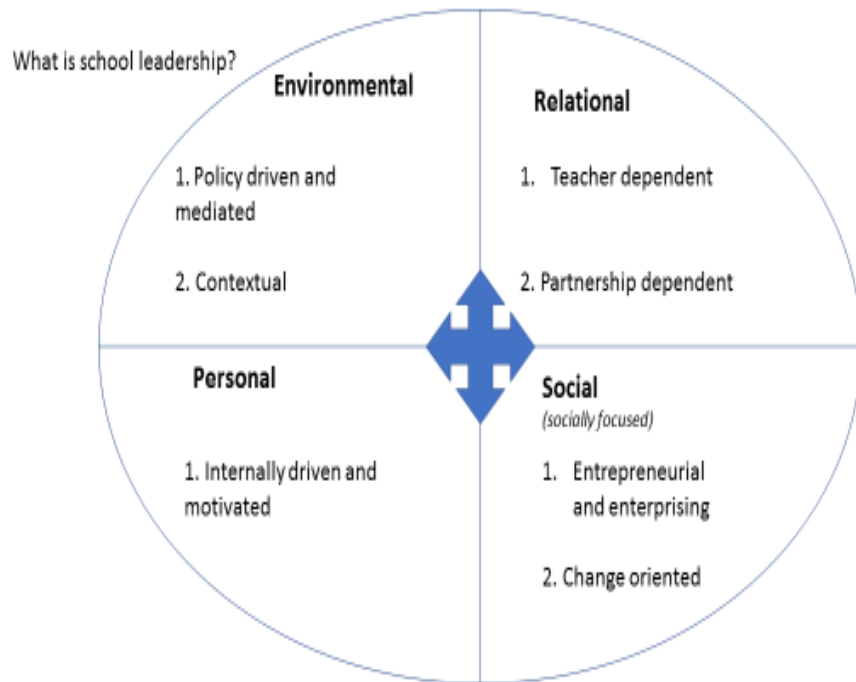 What is school leadership?
Environmental
1. Policy driven and
mediated
2. Contextual
Relational
1. Teacher dependent
2. Partnership dependent
Personal
1. Internally driven and
motivated
Social
(socially focused)
1. Entrepreneurial
and enterprising
2. Change oriented